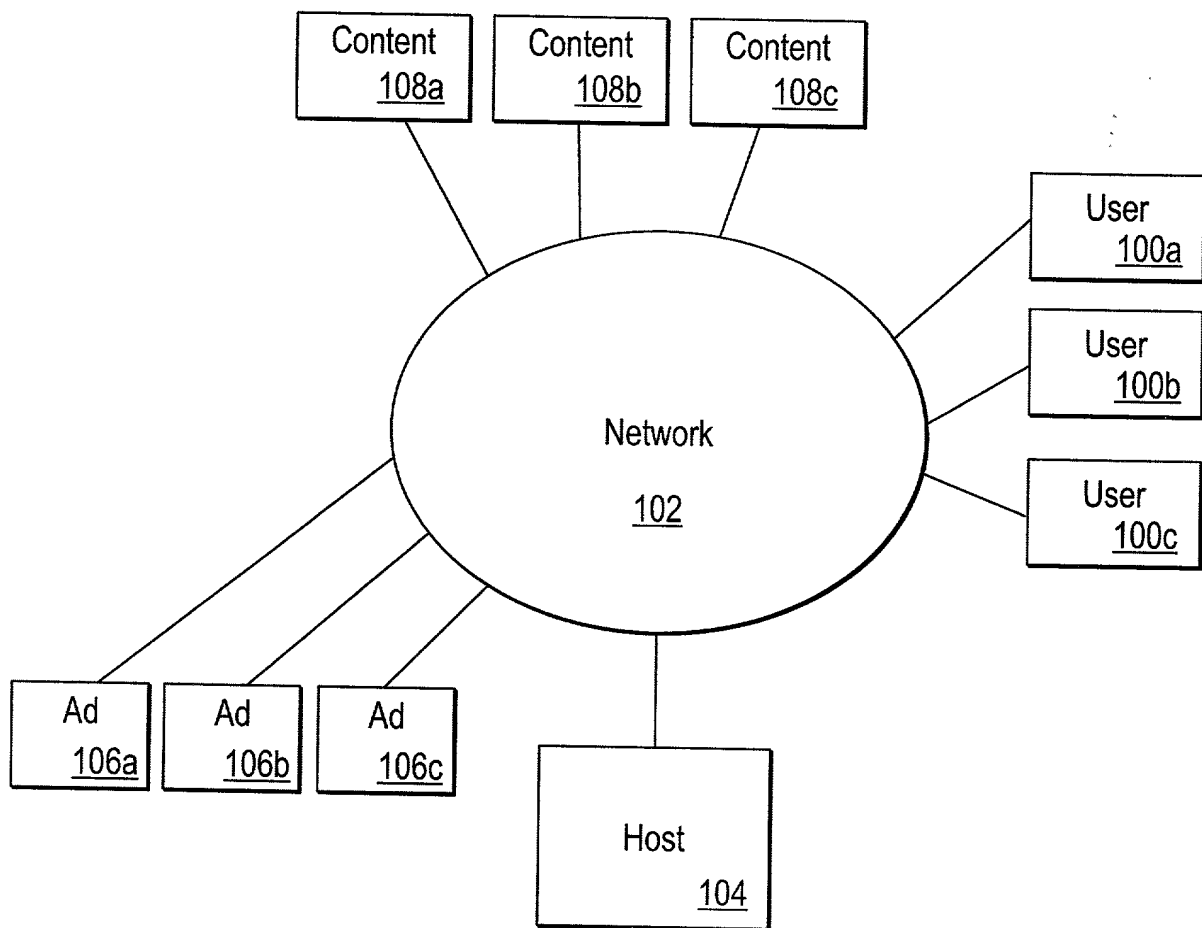 Content
108a
Content
108b
Content
108c
User
100a
User
100b
User
100c
Network
102
Ad
106a
Ad
106b
Ad
106c
Host
104